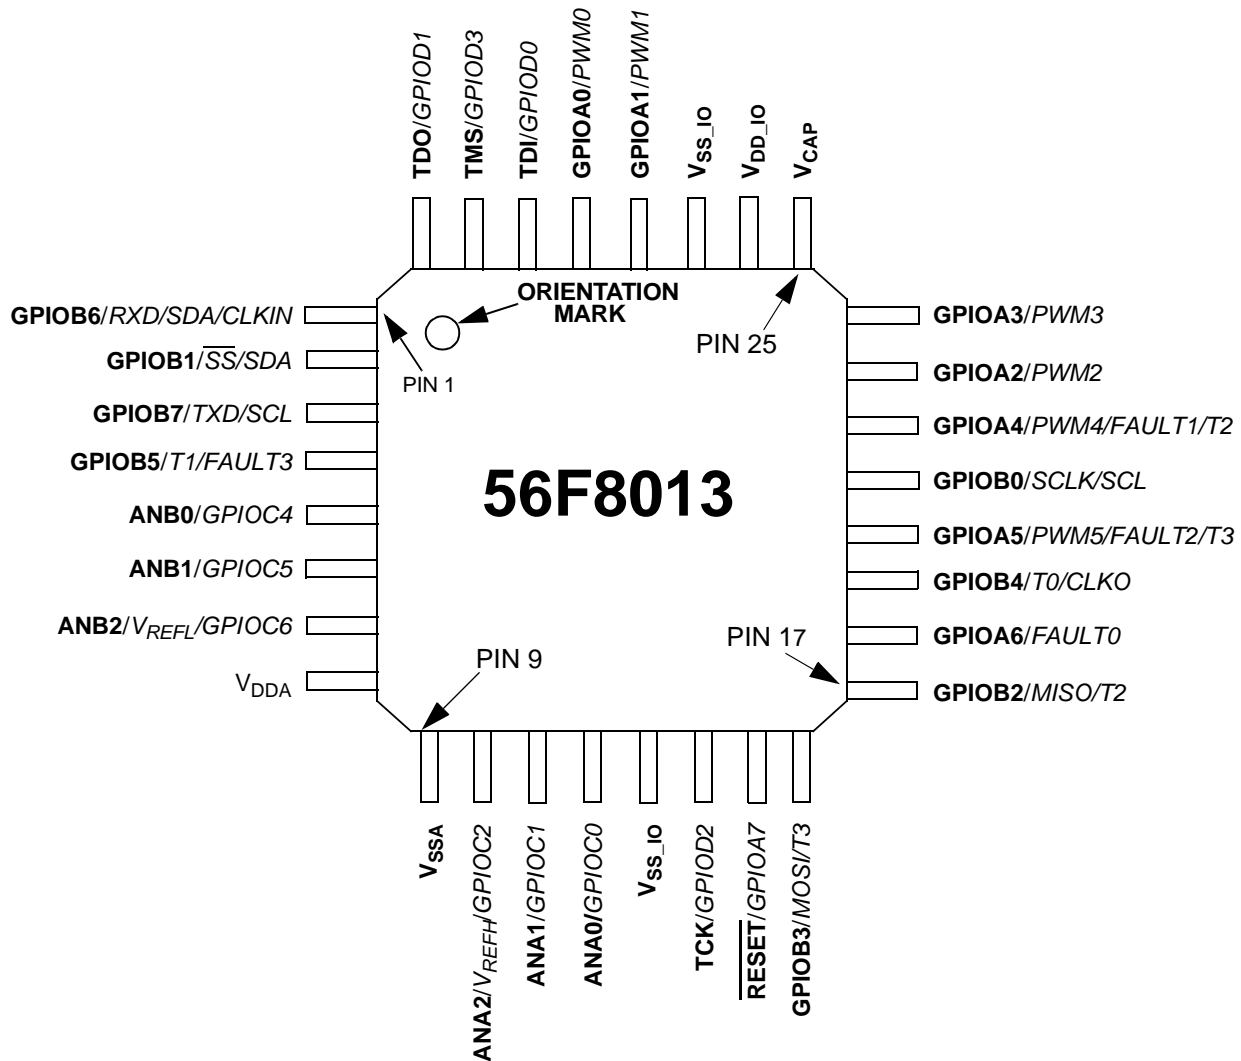 TDO/GPIOD1
TMS/GPIOD3
TDI/GPIOD0
GPIOA0/PWM0
GPIOA1/PWM1
VSS_IO
VDD_IO
VCAP
ORIENTATION
MARK
PIN 25
PIN 1
GPIOB6/RXD/SDA/CLKIN
GPIOB1/S̅S̅/SDA
GPIOB7/TXD/SCL
GPIOB5/T1/FAULT3
ANB0/GPIOC4
ANB1/GPIOC5
ANB2/VREFL/GPIOC6
VDDA
56F8013
GPIOA3/PWM3
GPIOA2/PWM2
GPIOA4/PWM4/FAULT1/T2
GPIOB0/SCLK/SCL
GPIOA5/PWM5/FAULT2/T3
GPIOB4/T0/CLKO
GPIOA6/FAULT0
GPIOB2/MISO/T2
PIN 9
PIN 17
VSSA
ANA2/VREFH/GPIOC2
ANA1/GPIOC1
ANA0/GPIOC0
VSS_IO
TCK/GPIOD2
R̅E̅S̅E̅T̅/GPIOA7
GPIOB3/MOSI/T3